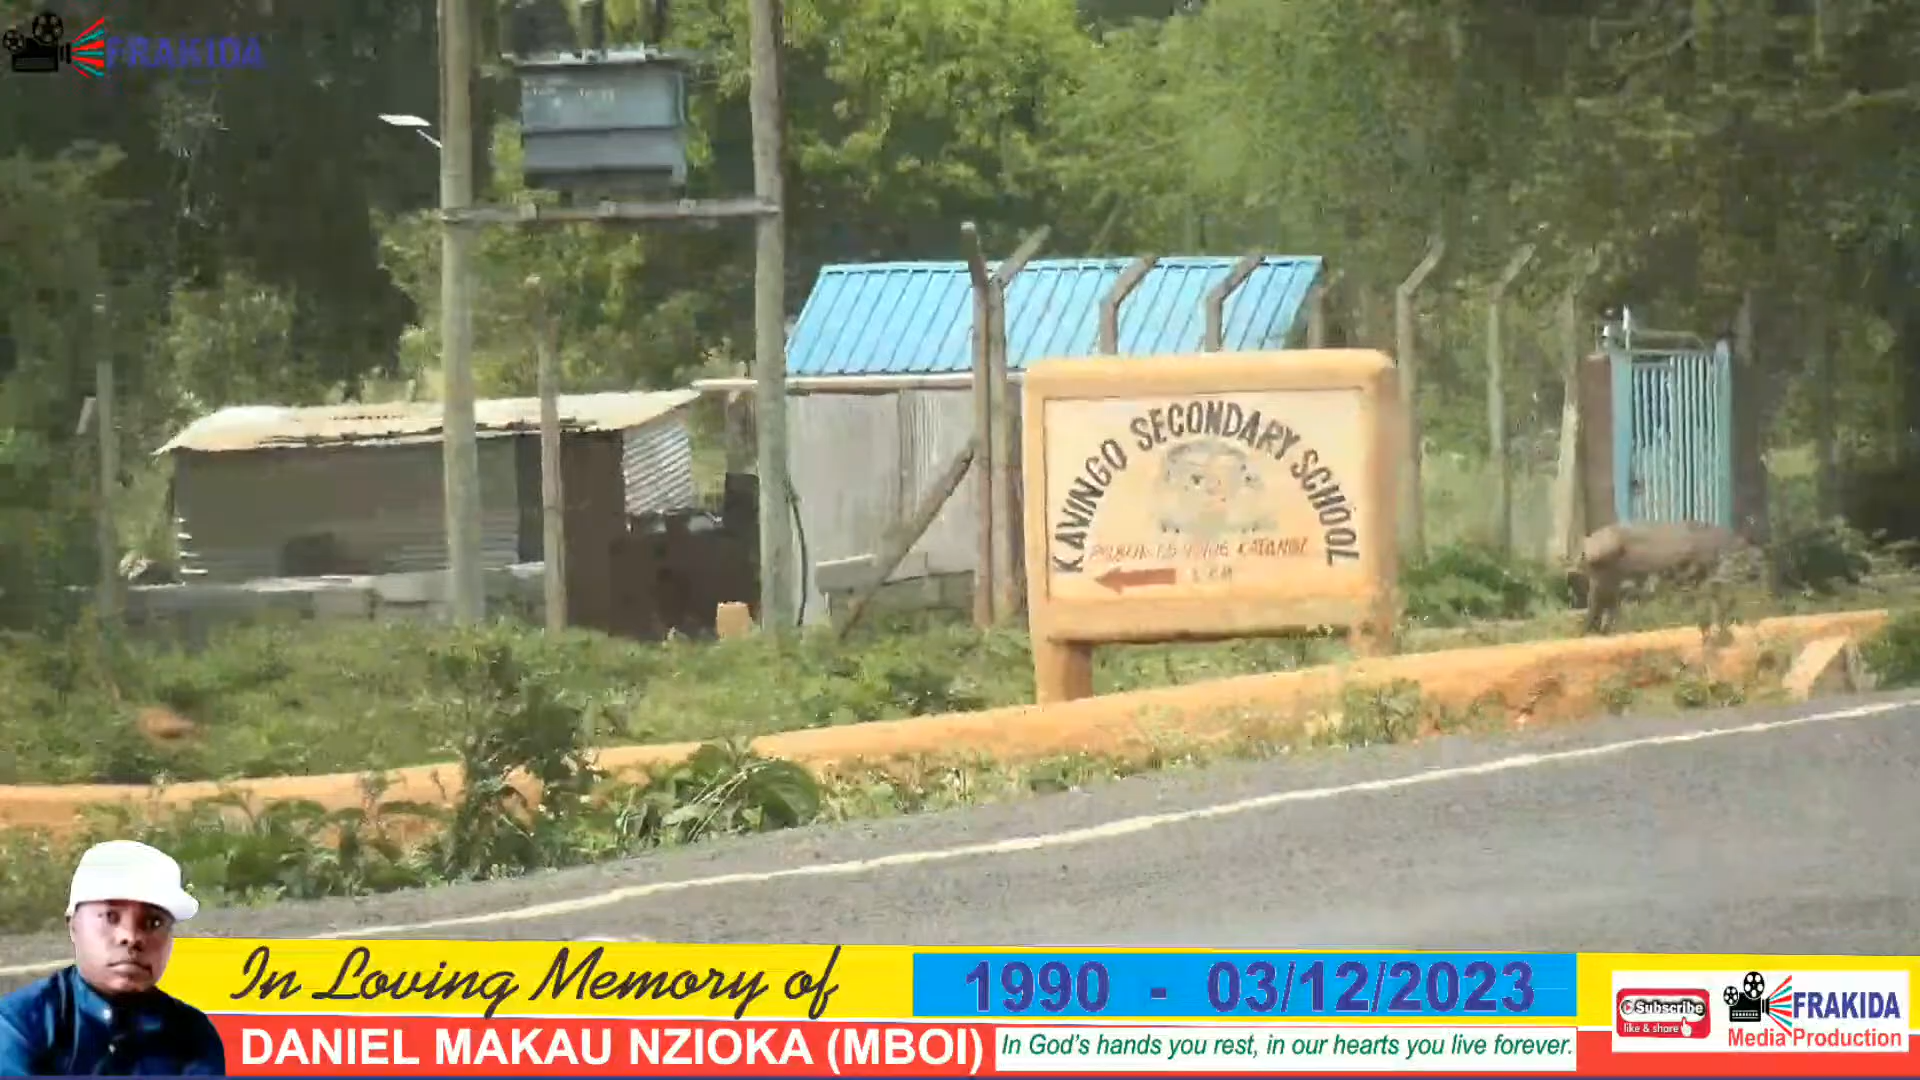 FRAKIDA
KAVINGO SECONDARY SCHOOL
In Loving Memory of
1990 - 03/12/2023
DANIEL MAKAU NZIOKA (MBOI)
In God's hands you rest, in our hearts you live forever.
Subscribe
like & share
FRAKIDA
Media Production